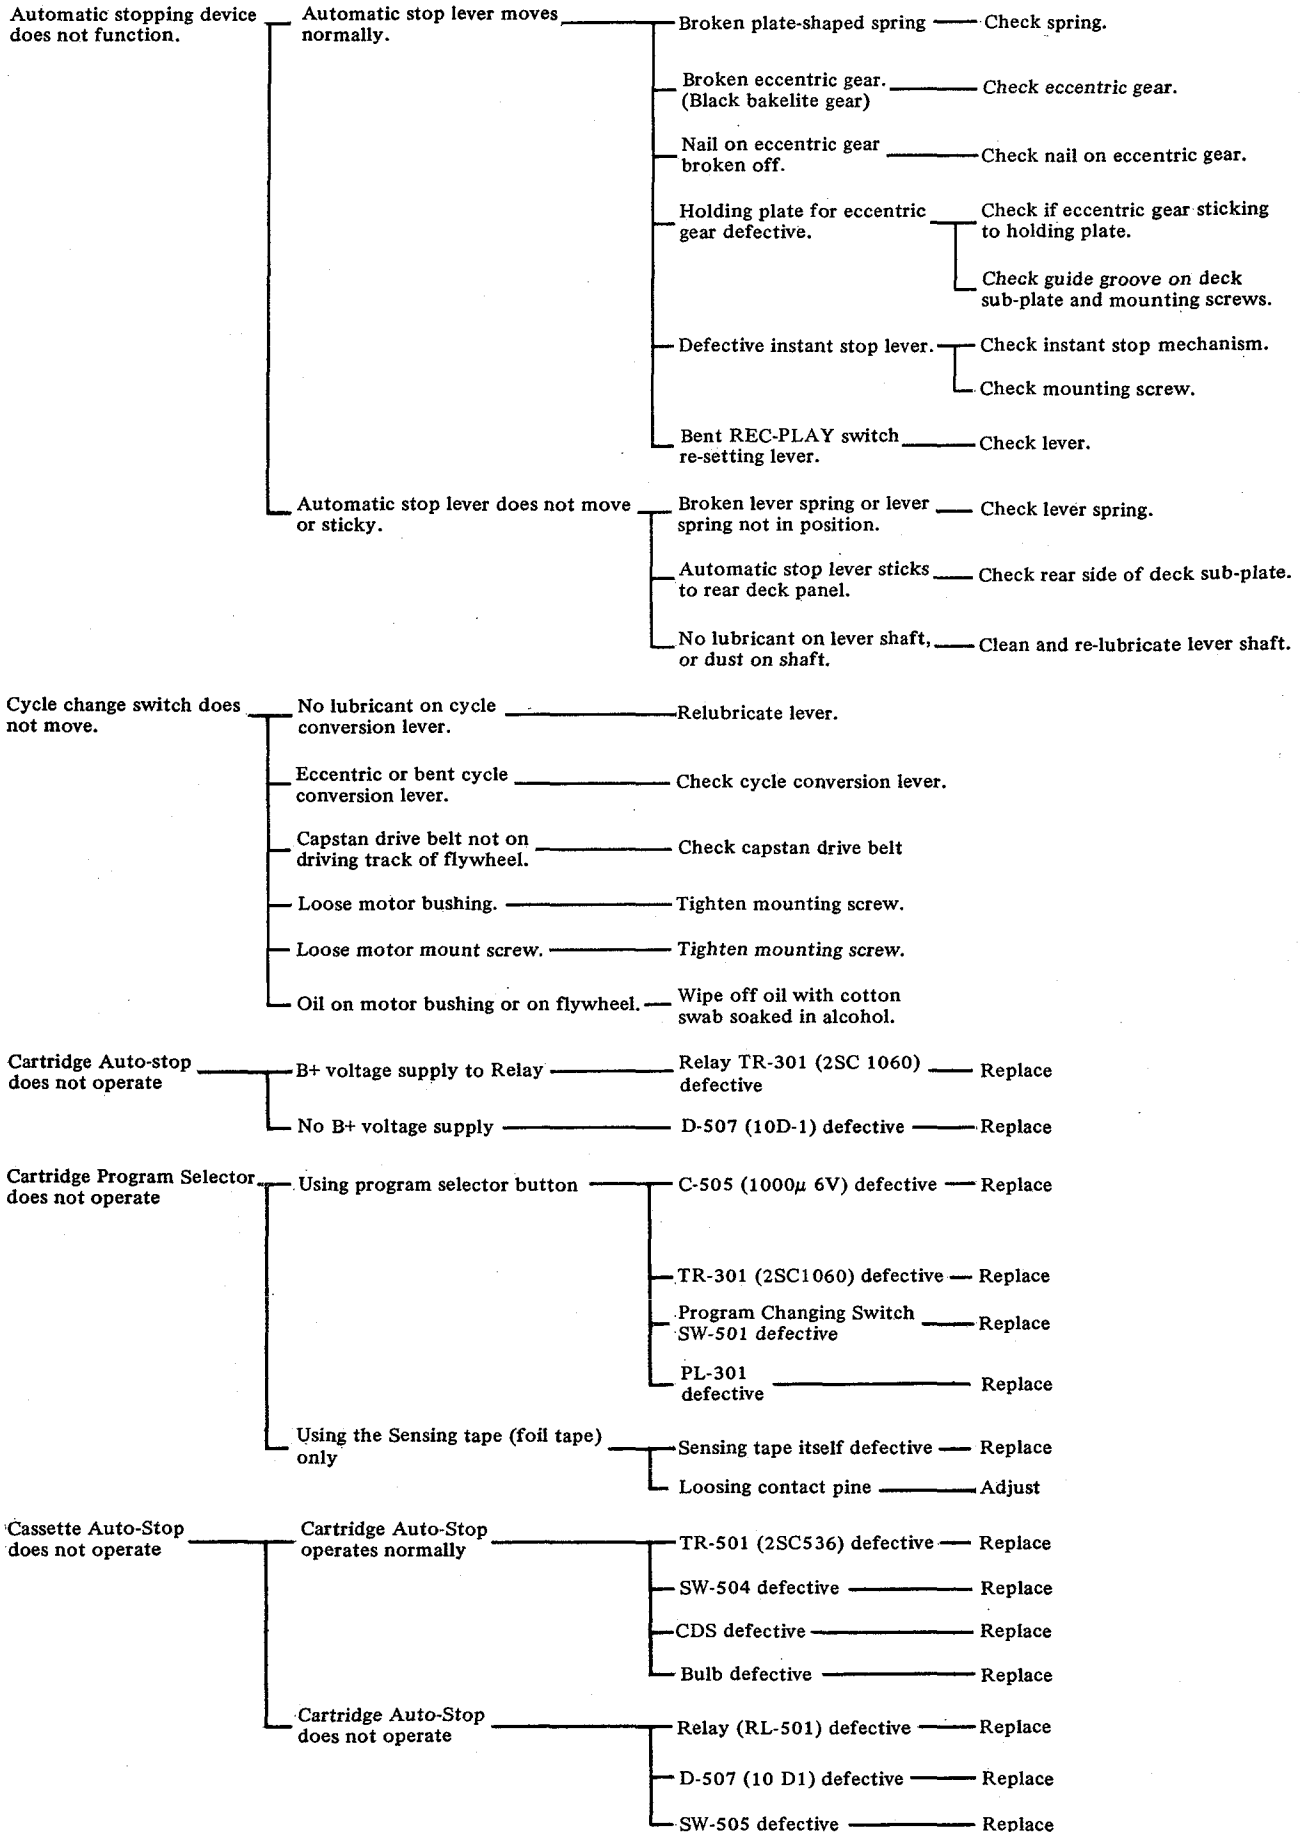 Automatic stopping device
does not function.
Automatic stop lever moves
normally.
Broken plate-shaped spring
Check spring.
Broken eccentric gear.
(Black bakelite gear)
Check eccentric gear.
Nail on eccentric gear
broken off.
Check nail on eccentric gear.
Holding plate for eccentric
gear defective.
Check if eccentric gear sticking
to holding plate.
Check guide groove on deck
sub-plate and mounting screws.
Defective instant stop lever.
Check instant stop mechanism.
Check mounting screw.
Bent REC-PLAY switch
re-setting lever.
Check lever.
Automatic stop lever does not move
or sticky.
Broken lever spring or lever
spring not in position.
Check lever spring.
Automatic stop lever sticks
to rear deck panel.
Check rear side of deck sub-plate.
No lubricant on lever shaft,
or dust on shaft.
Clean and re-lubricate lever shaft.
Cycle change switch does
not move.
No lubricant on cycle
conversion lever.
Relubricate lever.
Eccentric or bent cycle
conversion lever.
Check cycle conversion lever.
Capstan drive belt not on
driving track of flywheel.
Check capstan drive belt
Loose motor bushing.
Tighten mounting screw.
Loose motor mount screw.
Tighten mounting screw.
Oil on motor bushing or on flywheel.
Wipe off oil with cotton
swab soaked in alcohol.
Cartridge Auto-stop
does not operate
B+ voltage supply to Relay
Relay TR-301 (2SC 1060)
defective
Replace
No B+ voltage supply
D-507 (10D-1) defective
Replace
Cartridge Program Selector
does not operate
Using program selector button
C-505 (1000μ 6V) defective
Replace
TR-301 (2SC1060) defective
Replace
Program Changing Switch
SW-501 defective
Replace
PL-301
defective
Replace
Using the Sensing tape (foil tape)
only
Sensing tape itself defective
Replace
Loosing contact pine
Adjust
Cassette Auto-Stop
does not operate
Cartridge Auto-Stop
operates normally
TR-501 (2SC536) defective
Replace
SW-504 defective
Replace
CDS defective
Replace
Bulb defective
Replace
Cartridge Auto-Stop
does not operate
Relay (RL-501) defective
Replace
D-507 (10 D1) defective
Replace
SW-505 defective
Replace